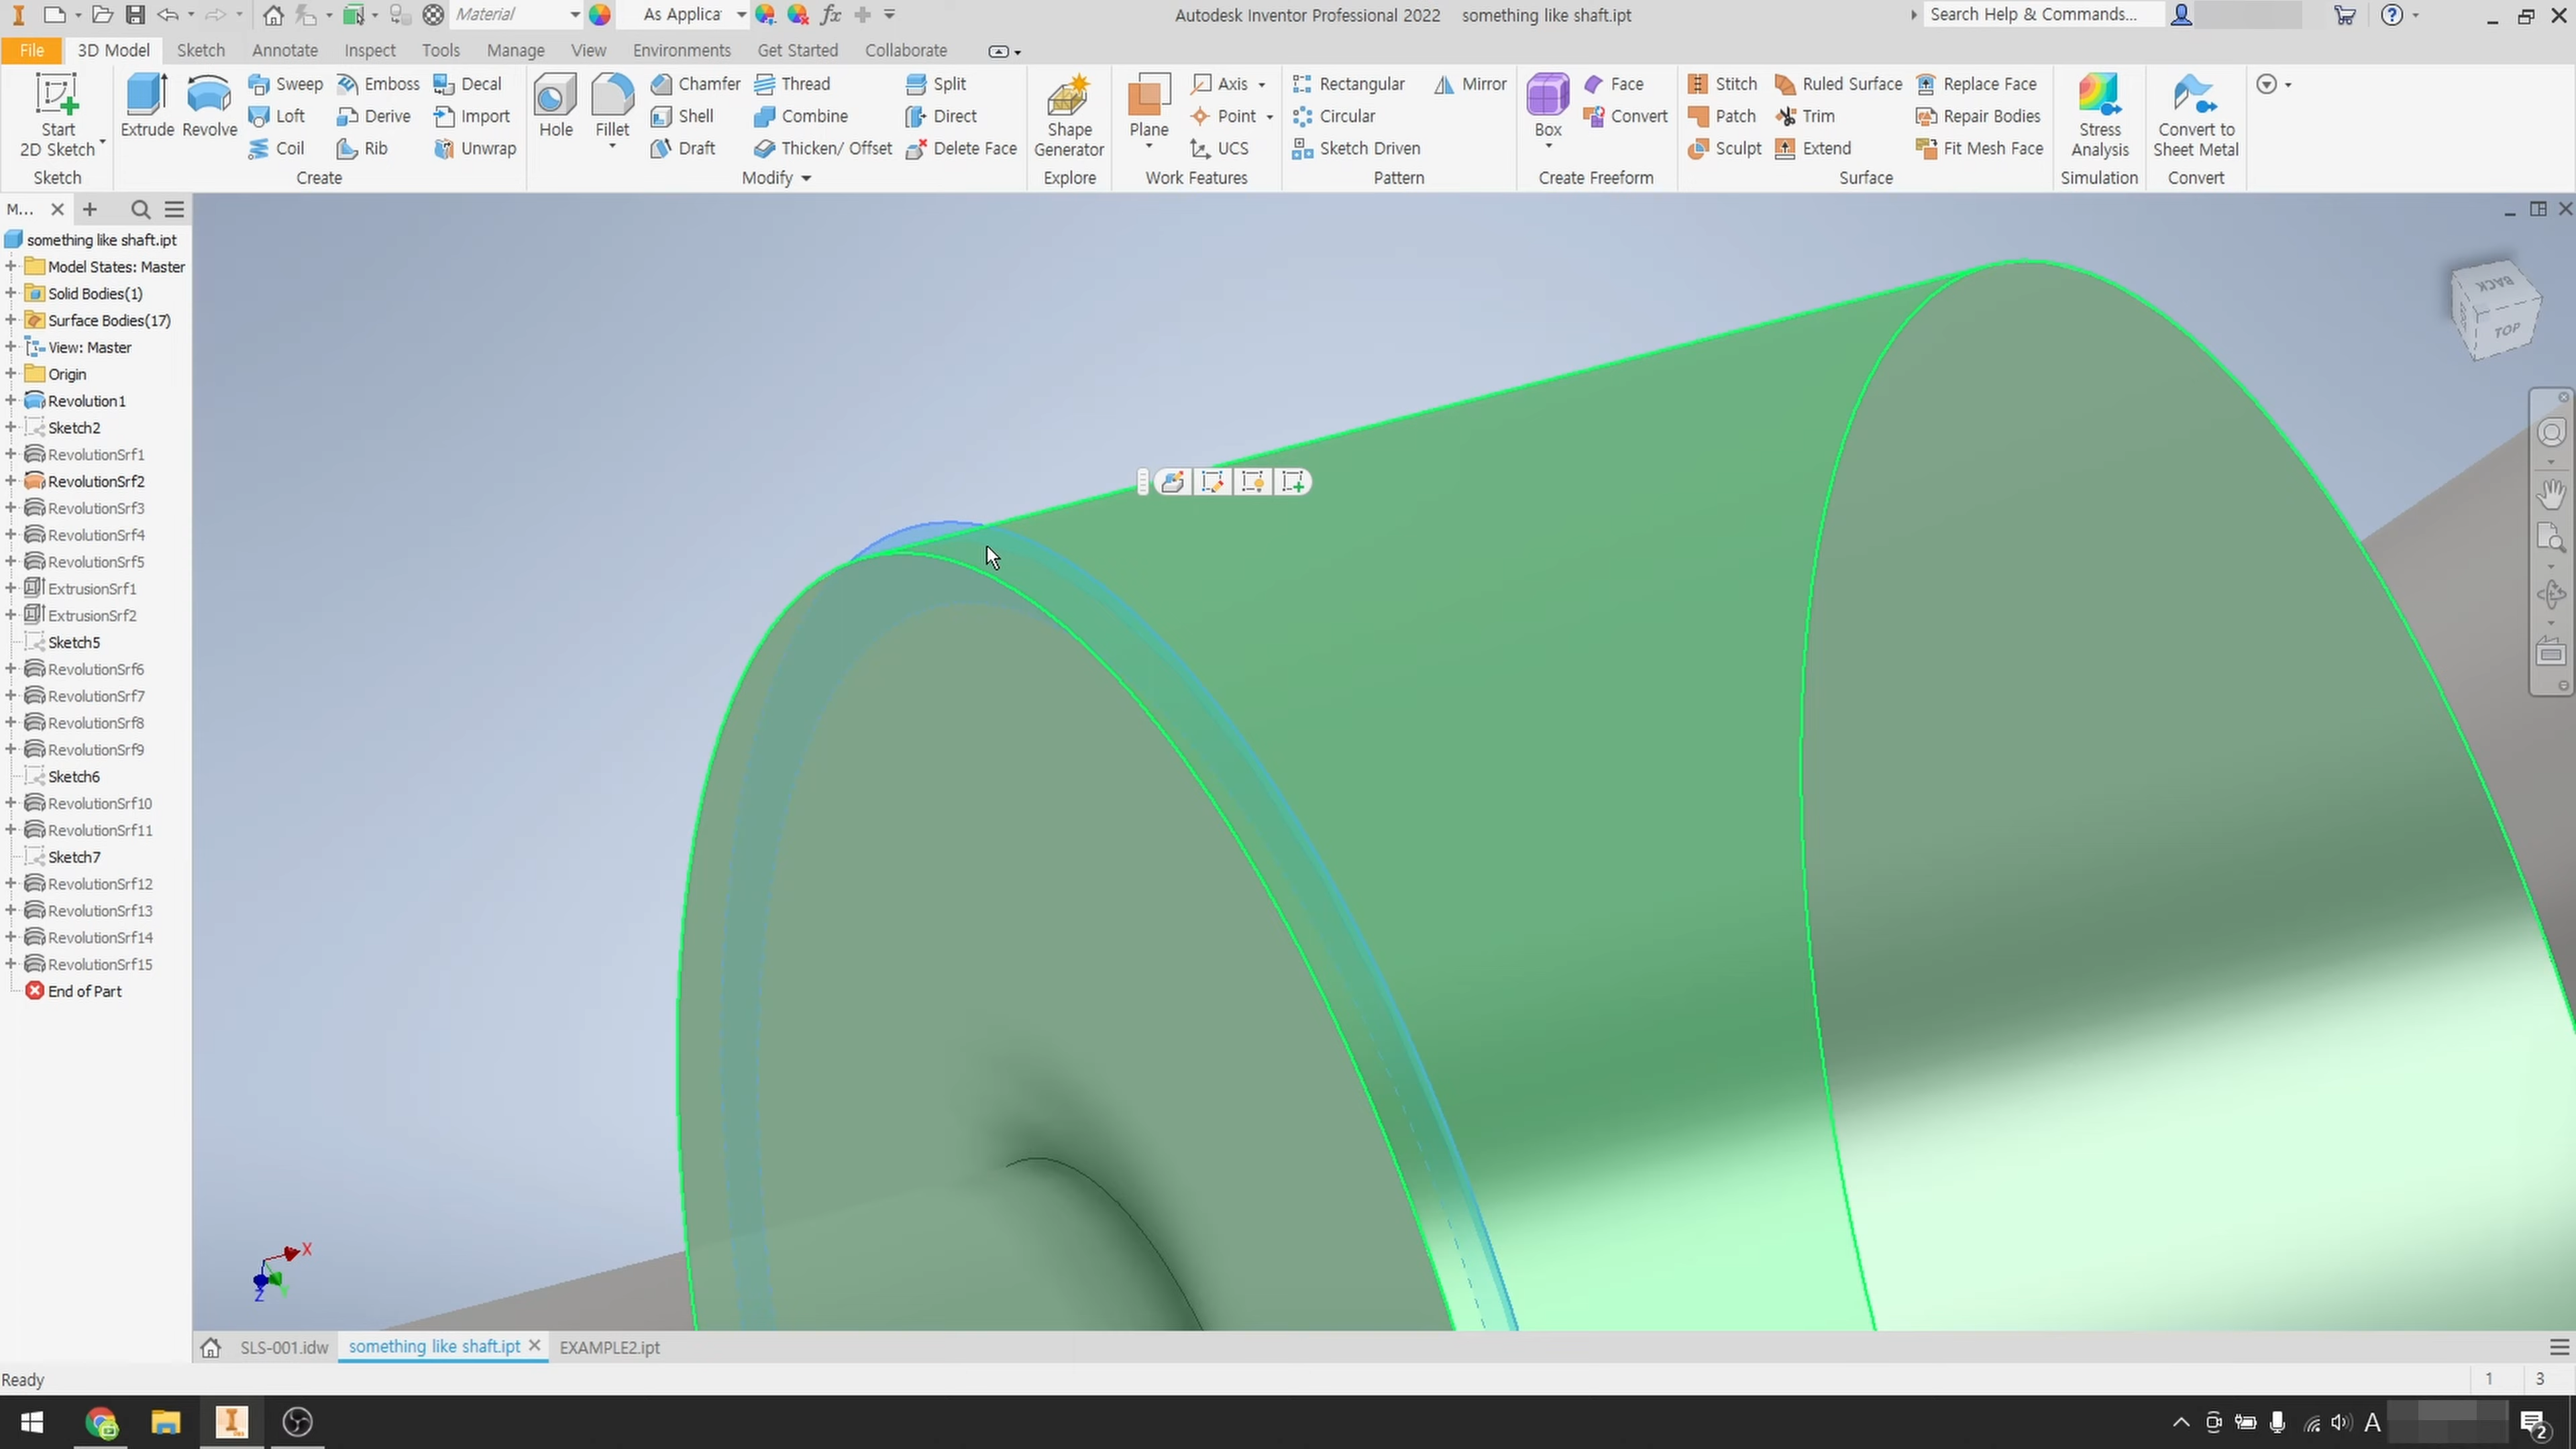 Material
As Applica
fx
Autodesk Inventor Professional 2022 something like shaft.ipt
Search Help & Commands...
File 3D Model Sketch Annotate Inspect Tools Manage View Environments Get Started Collaborate
Start
2D Sketch
Sketch
Extrude
Revolve
Sweep
Loft
Coil
Emboss
Derive
Rib
Decal
Import
Unwrap
Create
Hole
Fillet
Chamfer
Shell
Draft
Thread
Combine
Thicken/ Offset
Split
Direct
Delete Face
Modify
Shape
Generator
Explore
Plane
Axis
Point
UCS
Work Features
Rectangular
Circular
Sketch Driven
Mirror
Pattern
Box
Face
Convert
Create Freeform
Stitch
Patch
Sculpt
Ruled Surface
Trim
Extend
Replace Face
Repair Bodies
Fit Mesh Face
Surface
Stress
Analysis
Simulation
Convert to
Sheet Metal
Convert
M...
something like shaft.ipt
Model States: Master
Solid Bodies(1)
Surface Bodies(17)
View: Master
Origin
Revolution1
Sketch2
RevolutionSrf1
RevolutionSrf2
RevolutionSrf3
RevolutionSrf4
RevolutionSrf5
ExtrusionSrf1
ExtrusionSrf2
Sketch5
RevolutionSrf6
RevolutionSrf7
RevolutionSrf8
RevolutionSrf9
Sketch6
RevolutionSrf10
RevolutionSrf11
Sketch7
RevolutionSrf12
RevolutionSrf13
RevolutionSrf14
RevolutionSrf15
End of Part
BACK
TOP
X
Y
Z
SLS-001.idw
something like shaft.ipt
EXAMPLE2.ipt
Ready
1 3
A
2